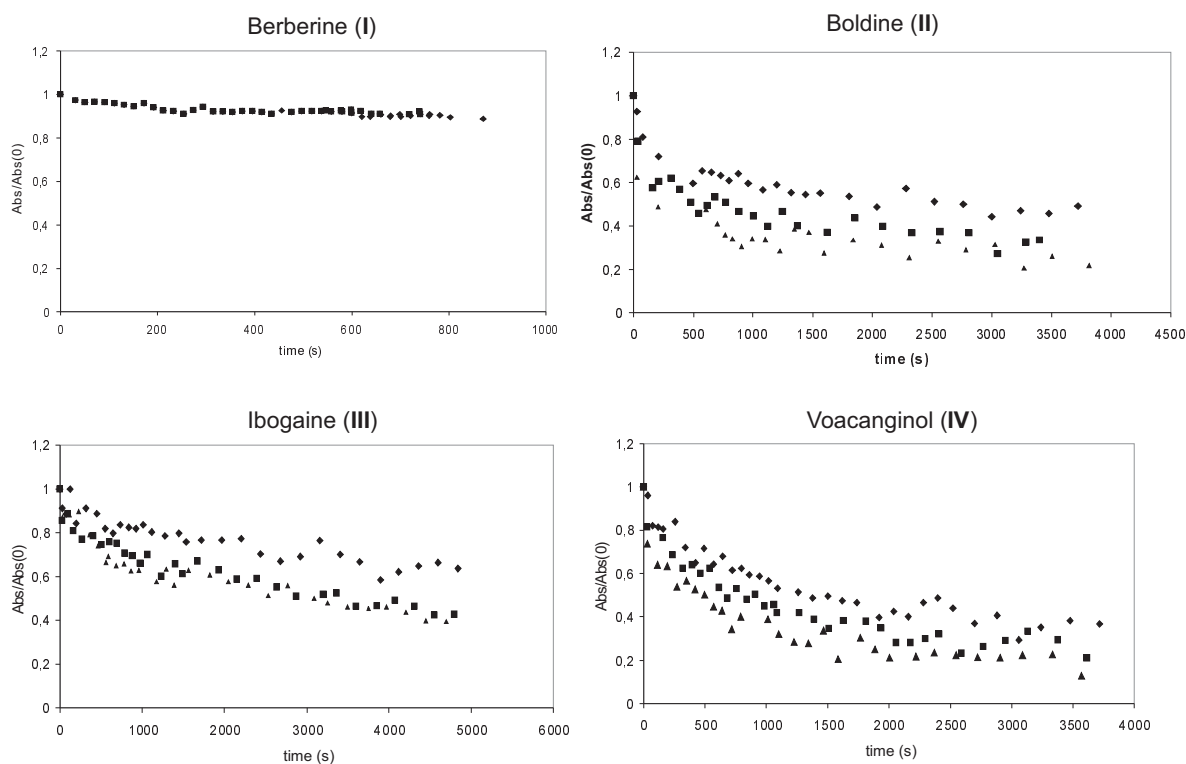 Berberine (I)
1,2
1
0,8
0,6
0,4
0,2
0
0 200 400 600 800 1000
Abs/Abs(0)
time (s)
Boldine (II)
1,2
1
0,8
0,6
0,4
0,2
0
0 500 1000 1500 2000 2500 3000 3500 4000 4500
Abs/Abs(0)
time (s)
Ibogaine (III)
1,2
1
0,8
0,6
0,4
0,2
0
0 1000 2000 3000 4000 5000 6000
Abs/Abs(0)
time (s)
Voacanginol (IV)
1,2
1
0,8
0,6
0,4
0,2
0
0 500 1000 1500 2000 2500 3000 3500 4000
Abs/Abs(0)
time (s)